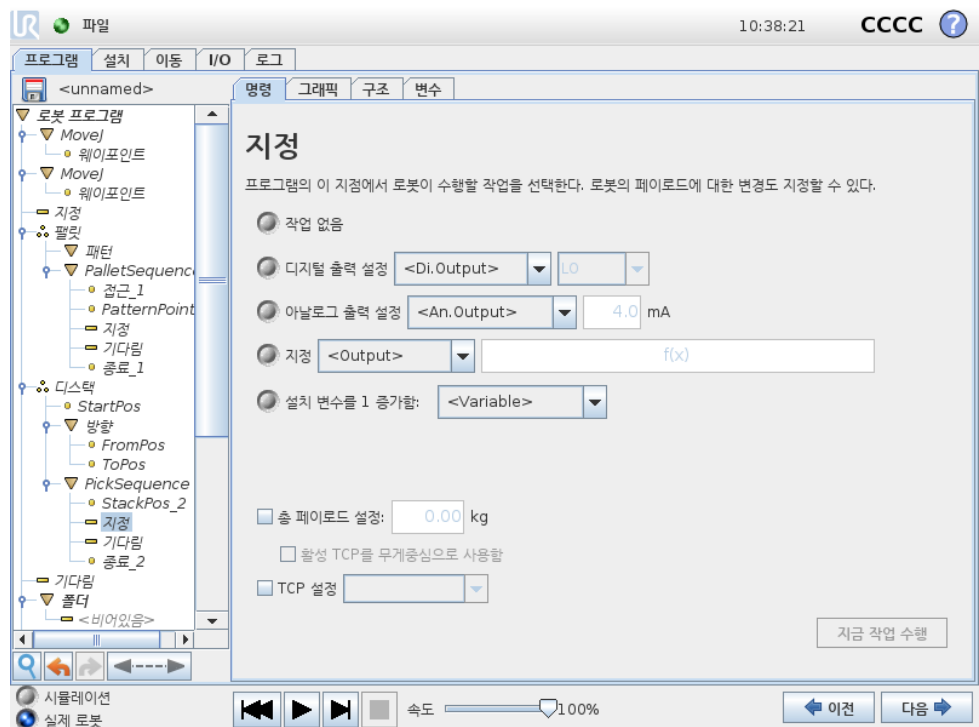 UR 파일 10:38:21 CCCC ?
프로그램 설치 이동 I/O 로그
<unnamed>
명령 그래픽 구조 변수
로봇 프로그램
MoveJ
웨이포인트
MoveJ
웨이포인트
지정
팔릿
패턴
PalletSequenc
접근_1
PatternPoint
지정
기다림
종료_1
디스택
StartPos
방향
FromPos
ToPos
PickSequence
StackPos_2
지정
기다림
종료_2
기다림
폴더
<비어있음>
지정
프로그램의 이 지점에서 로봇이 수행할 작업을 선택한다. 로봇의 페이로드에 대한 변경도 지정할 수 있다.
작업 없음
디지털 출력 설정 <Di.Output> LO
아날로그 출력 설정 <An.Output> 4.0 mA
지정 <Output> f(x)
설치 변수를 1 증가함: <Variable>
총 페이로드 설정: 0.00 kg
활성 TCP를 무게중심으로 사용함
TCP 설정
지금 작업 수행
시뮬레이션
실제 로봇
속도 100%
이전 다음